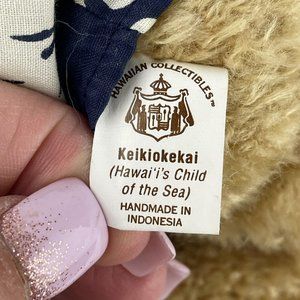 HAWAIIAN COLLECTIBLES™
Keikiokekai
(Hawai'i's Child
of the Sea)
HANDMADE IN
INDONESIA